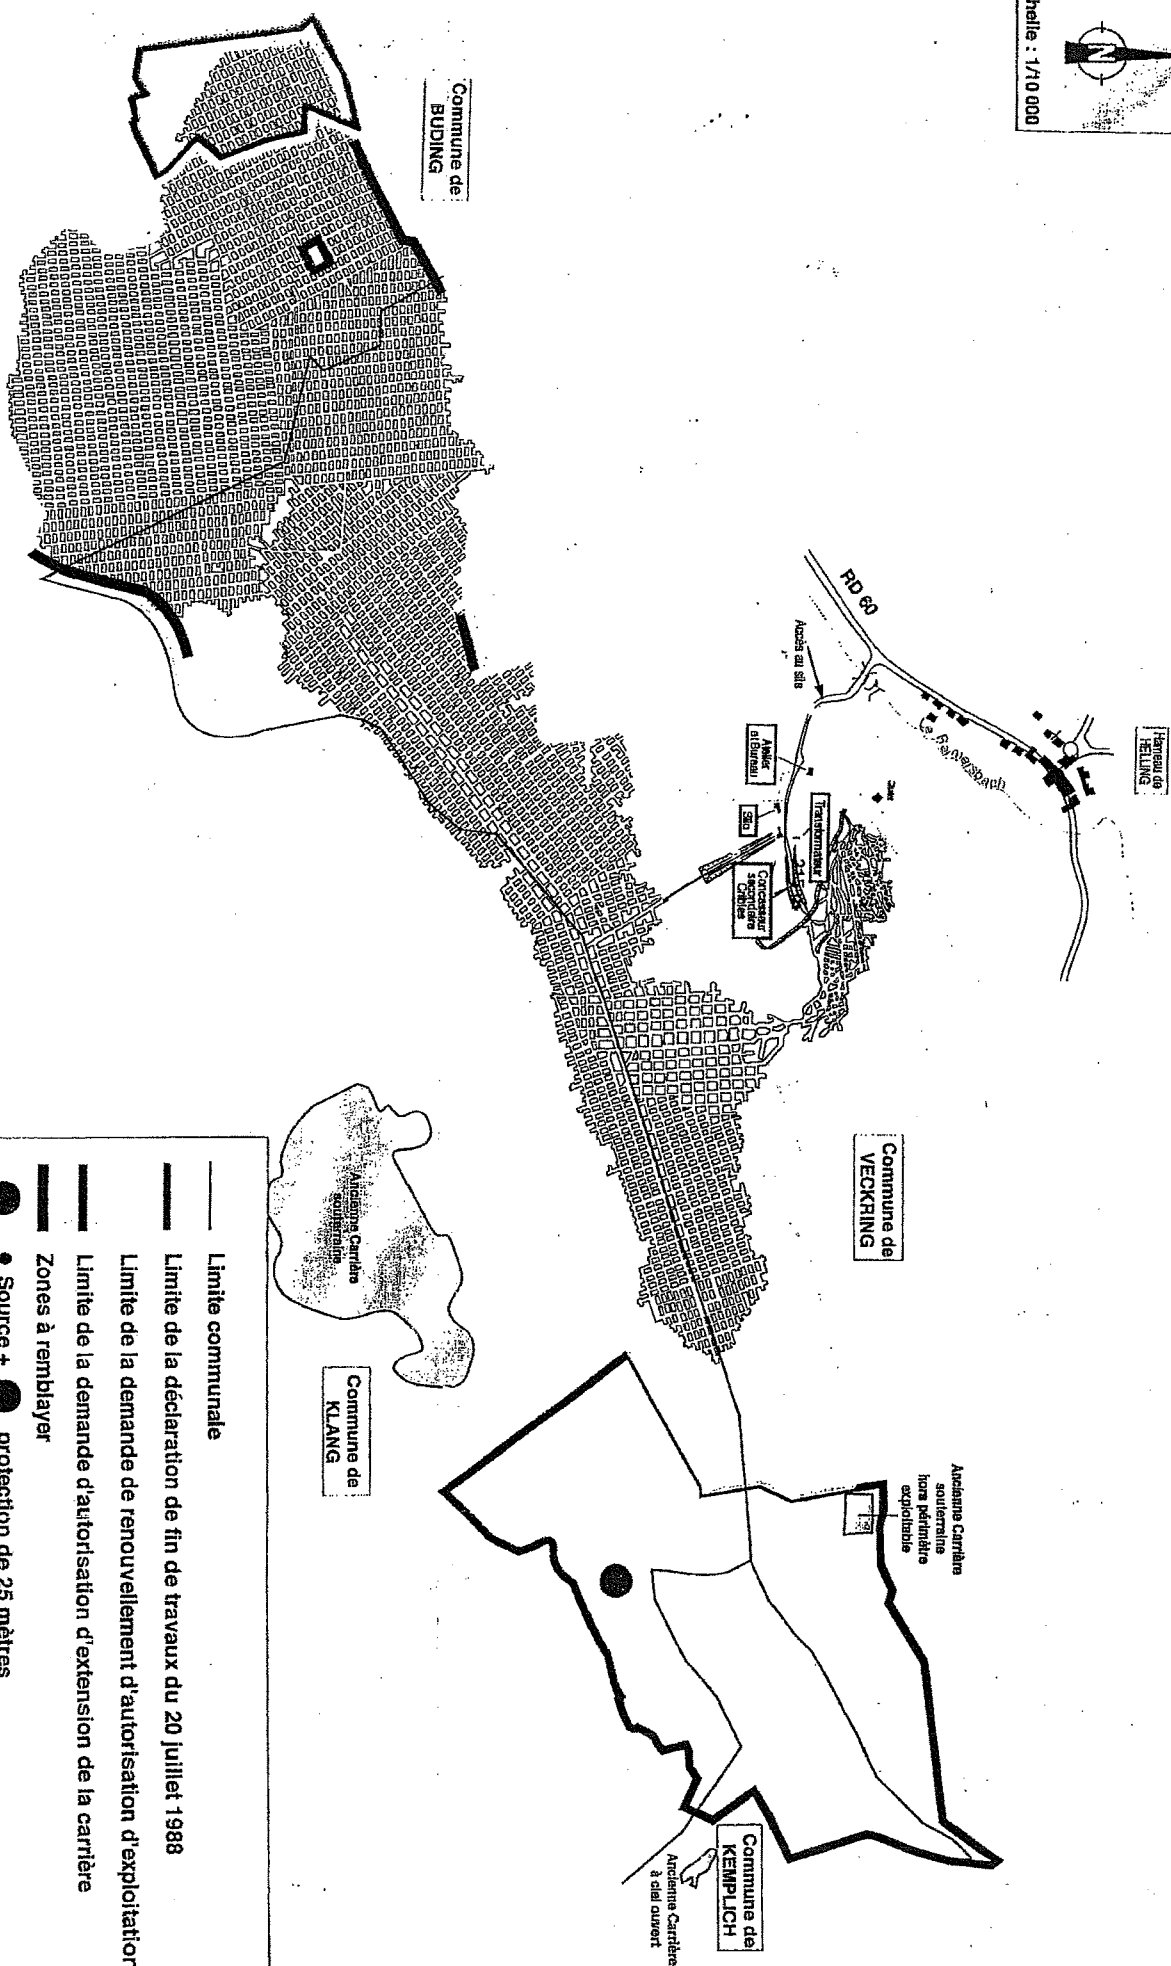 helle : 1/10 000
N
Commune de
BUDING
Hameau de
HELLING
RD 60
Accès au site
Atelier
et Bureau
Silo
Transformateur
Concasseur
secondaire
Cribles
Commune de
VECKRING
Ancienne Carrière
souterraine
Commune de
KLANG
Ancienne Carrière
souterraine
hors périmètre
exploitable
Commune de
KEMPLICH
Ancienne Carrière
à ciel ouvert
Limite communale
Limite de la déclaration de fin de travaux du 20 juillet 1988
Limite de la demande de renouvellement d'autorisation d'exploitation
Limite de la demande d'autorisation d'extension de la carrière
Zones à remblayer
• Source + protection de 25 mètres